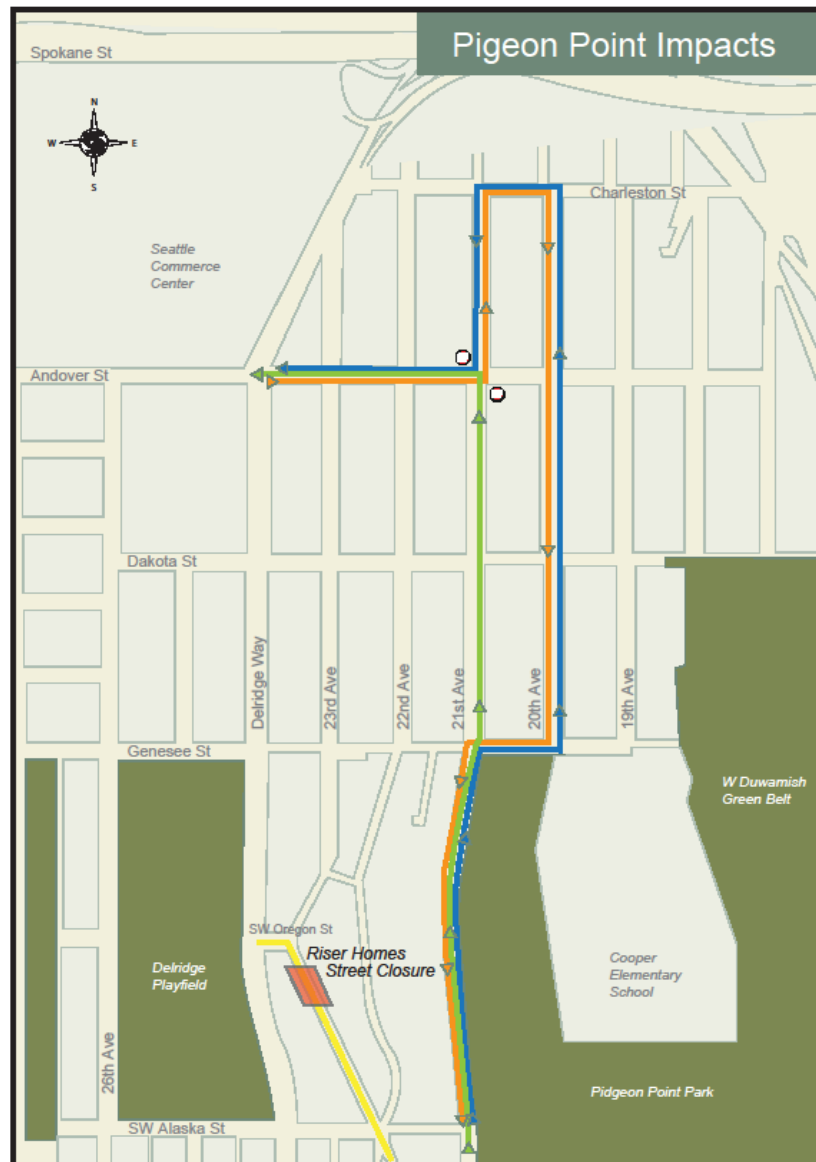 Pigeon Point Impacts
Spokane St
N
W
E
S
Charleston St
Seattle
Commerce
Center
Andover St
Dakota St
Delridge Way
23rd Ave
22nd Ave
21st Ave
20th Ave
19th Ave
Genesee St
W Duwamish
Green Belt
SW Oregon St
Riser Homes
Street Closure
Delridge
Playfield
Cooper
Elementary
School
26th Ave
Pidgeon Point Park
SW Alaska St